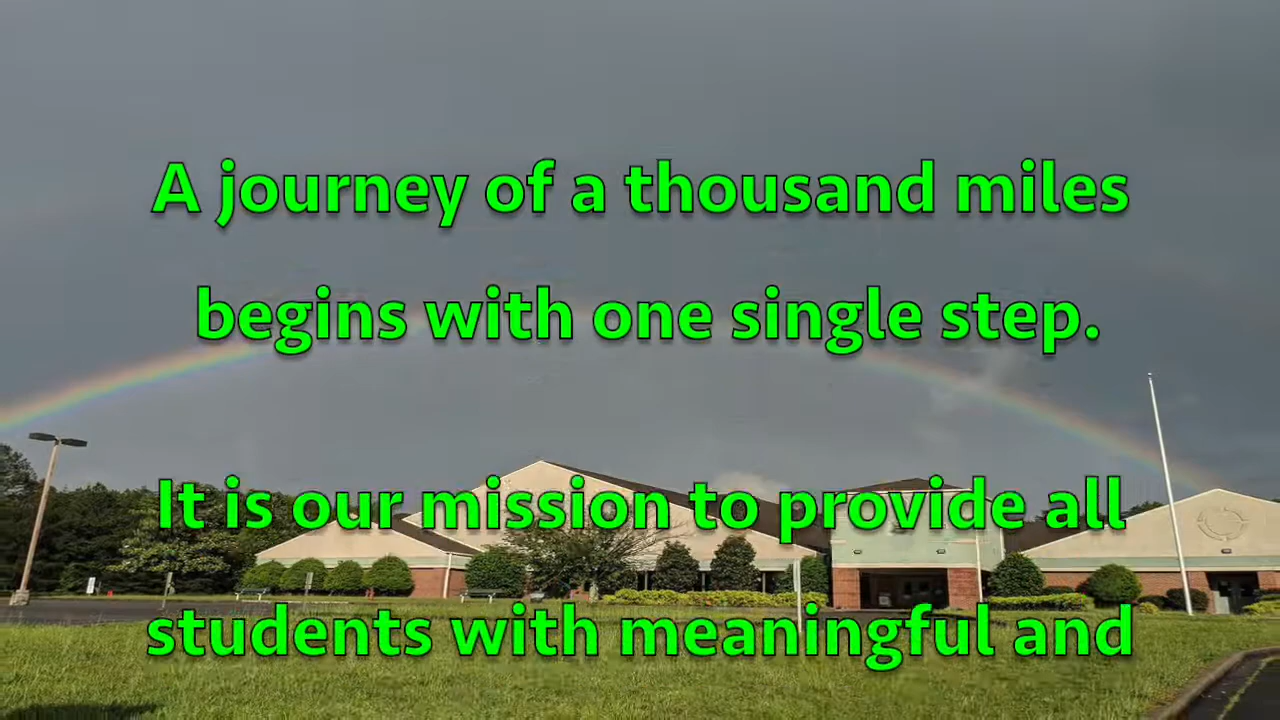 A journey of a thousand miles
begins with one single step.
It is our mission to provide all
students with meaningful and